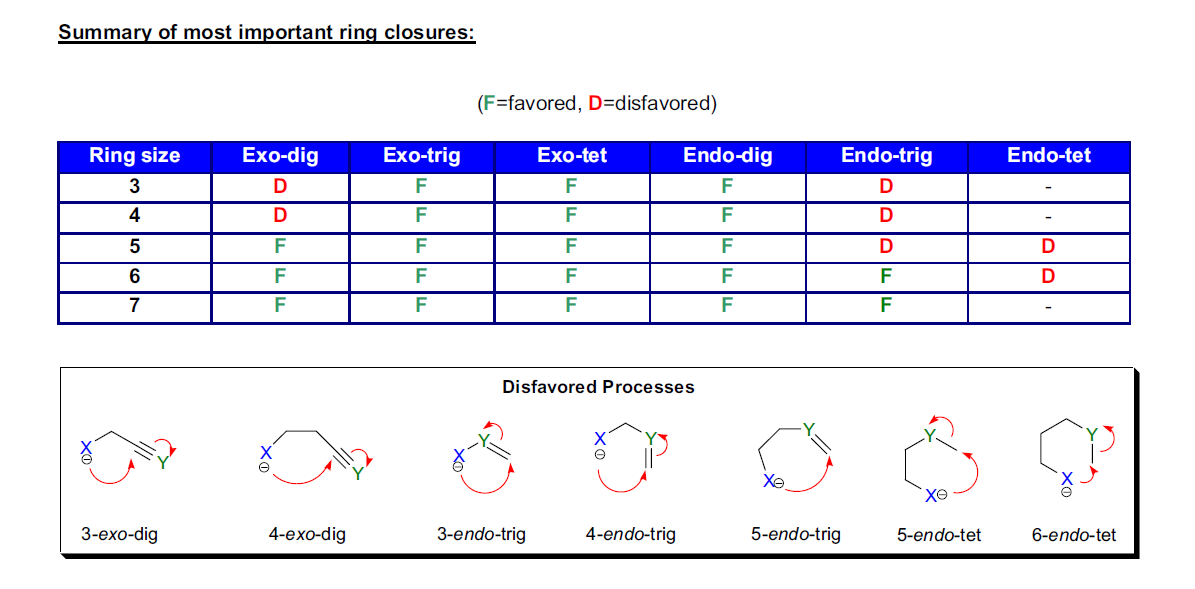 Summary of most important ring closures:
(F=favored, D=disfavored)
Ring size Exo-dig Exo-trig Exo-tet Endo-dig Endo-trig Endo-tet
3 D F F F D -
4 D F F F D -
5 F F F F D D
6 F F F F F D
7 F F F F F -
Disfavored Processes
X ⊖ Y X ⊖ Y X ⊖ Y X ⊖ Y X⊖ Y X⊖ Y X ⊖ Y
3-exo-dig 4-exo-dig 3-endo-trig 4-endo-trig 5-endo-trig 5-endo-tet 6-endo-tet